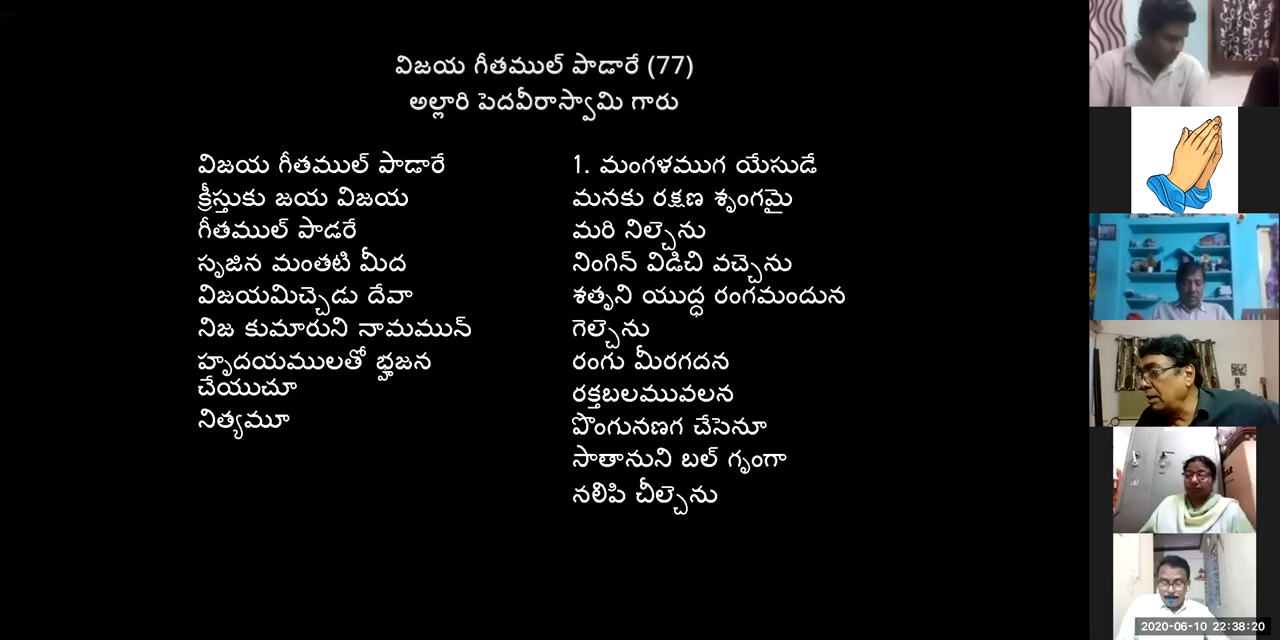 విజయ గీతముల్ పాడారే (77)
అల్లారి పెదవీరాస్వామి గారు
విజయ గీతముల్ పాడారే
క్రీస్తుకు జయ విజయ
గీతముల్ పాడరే
సృజిన మంతటి మీద
విజయమిచ్చెడు దేవా
నిజ కుమారుని నామమున్
హృదయములతో భ్హజన
చేయుచూ
నిత్యమూ
1. మంగళముగ యేసుడే
మనకు రక్షణ శృంగమై
మరి నిల్చెను
నింగిన్ విడిచి వచ్చెను
శతృని యుద్ధ రంగమందున
గెల్చెను
రంగు మీరగదన
రక్తబలమువలన
పొంగునణగ చేసెనూ
సాతానుని బల్ గృంగా
నలిపి చీల్చెను
2020-06-10 22:38:20